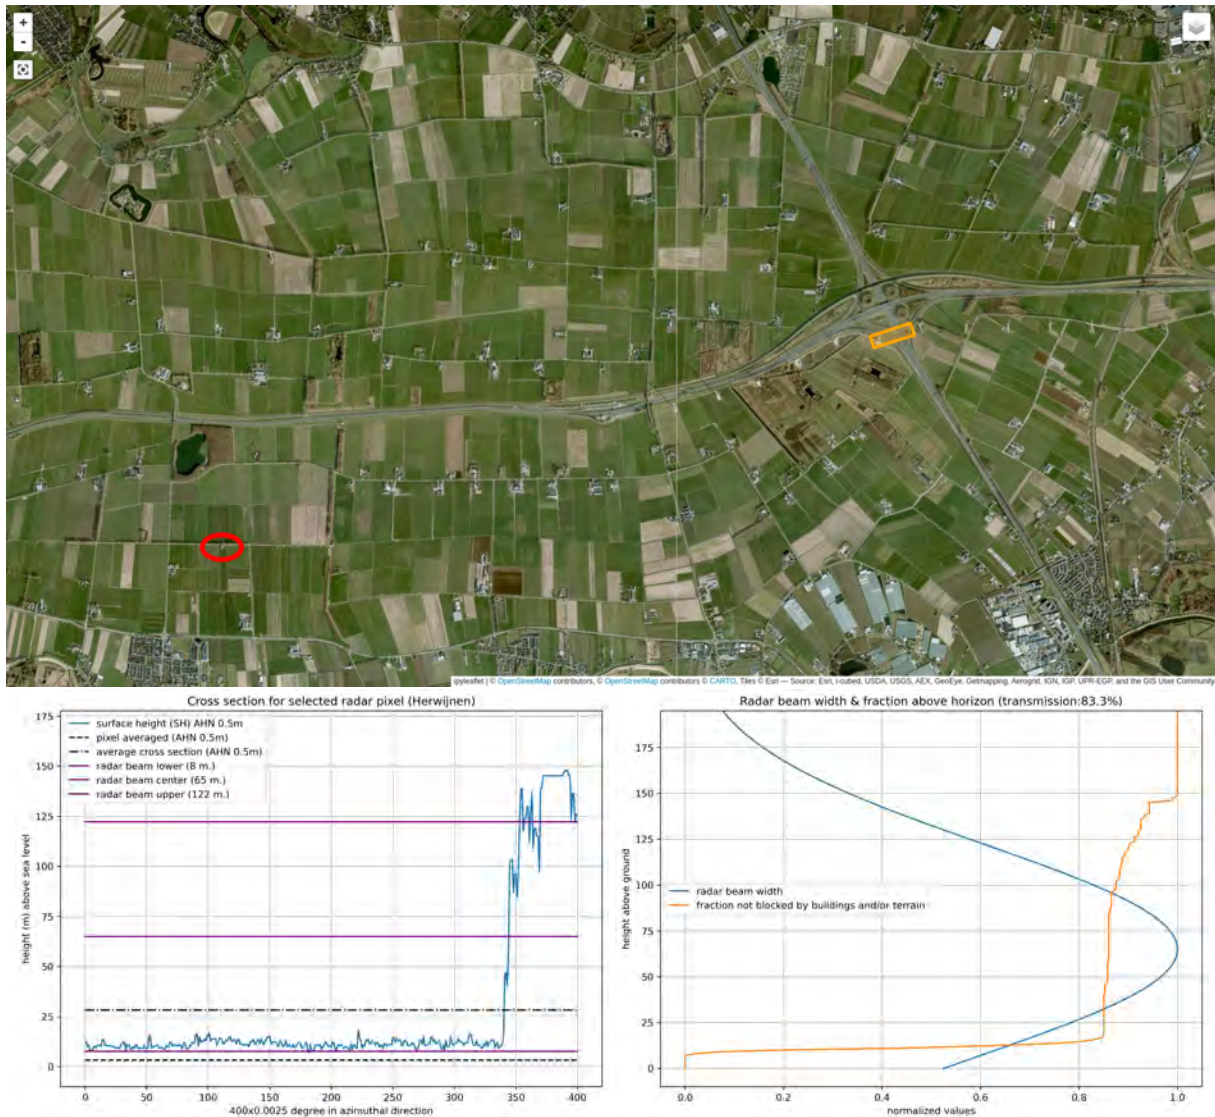 +
-
ipyleaflet | © OpenStreetMap contributors, © OpenStreetMap contributors © CARTO, Tiles © Esri — Source: Esri, i-cubed, USDA, USGS, AEX, GeoEye, Getmapping, Aerogrid, IGN, IGP, UPR-EGP, and the GIS User Community
Cross section for selected radar pixel (Herwijnen)
surface height (SH) AHN 0.5m
pixel averaged (AHN 0.5m)
average cross section (AHN 0.5m)
radar beam lower (8 m.)
radar beam center (65 m.)
radar beam upper (122 m.)
height (m) above sea level
175
150
125
100
75
50
25
0
0 50 100 150 200 250 300 350 400
400x0.0025 degree in azimuthal direction
Radar beam width & fraction above horizon (transmission:83.3%)
radar beam width
fraction not blocked by buildings and/or terrain
height above ground
175
150
125
100
75
50
25
0
0.0 0.2 0.4 0.6 0.8 1.0
normalized values